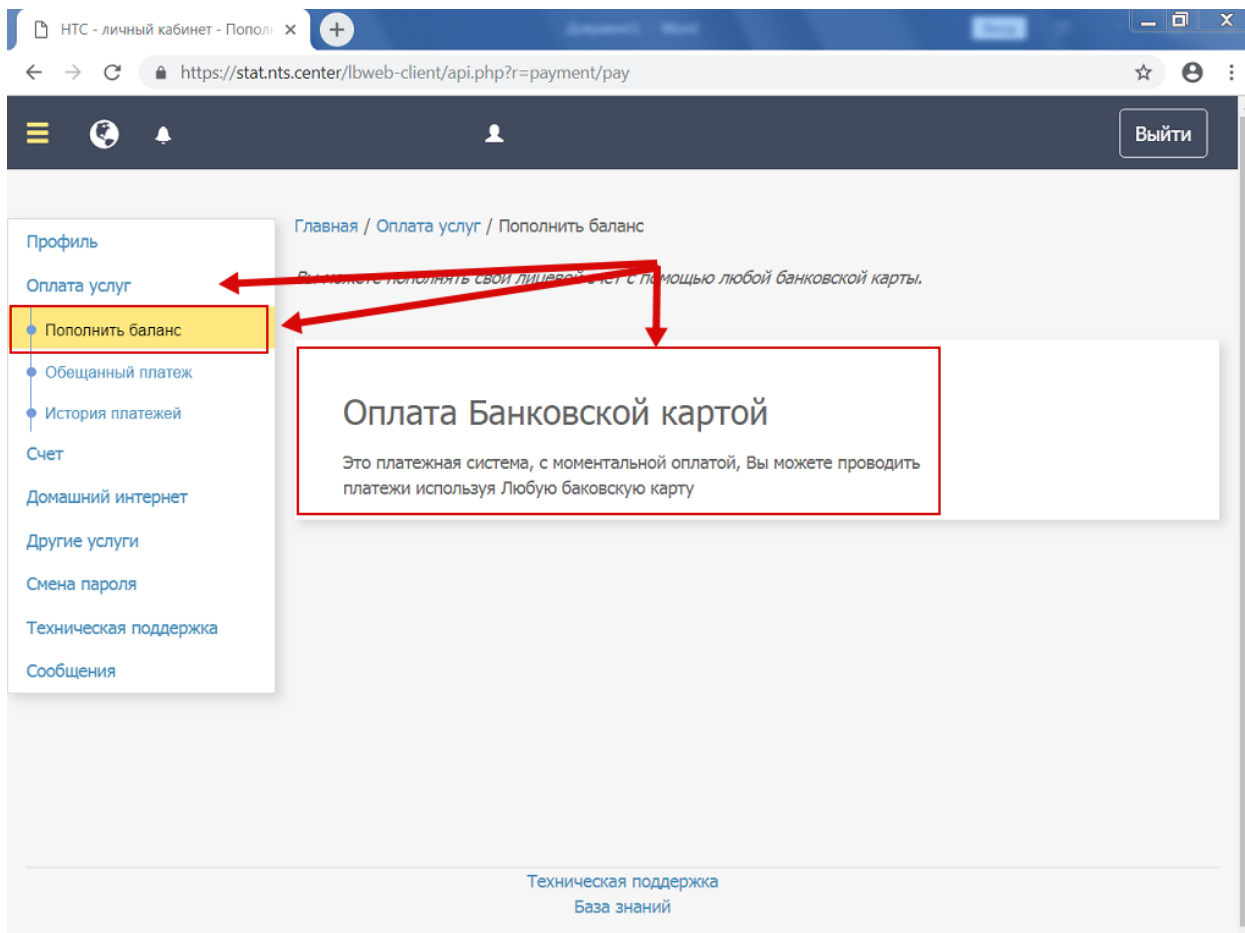 НТС - личный кабинет - Попол
https://stat.nts.center/lbweb-client/api.php?r=payment/pay
Выйти
Главная / Оплата услуг / Пополнить баланс
Вы можете пополнять свой лицевой счет с помощью любой банковской карты.
Профиль
Оплата услуг
Пополнить баланс
Обещанный платеж
История платежей
Счет
Домашний интернет
Другие услуги
Смена пароля
Техническая поддержка
Сообщения
Оплата Банковской картой
Это платежная система, с моментальной оплатой, Вы можете проводить
платежи используя Любую баковскую карту
Техническая поддержка
База знаний